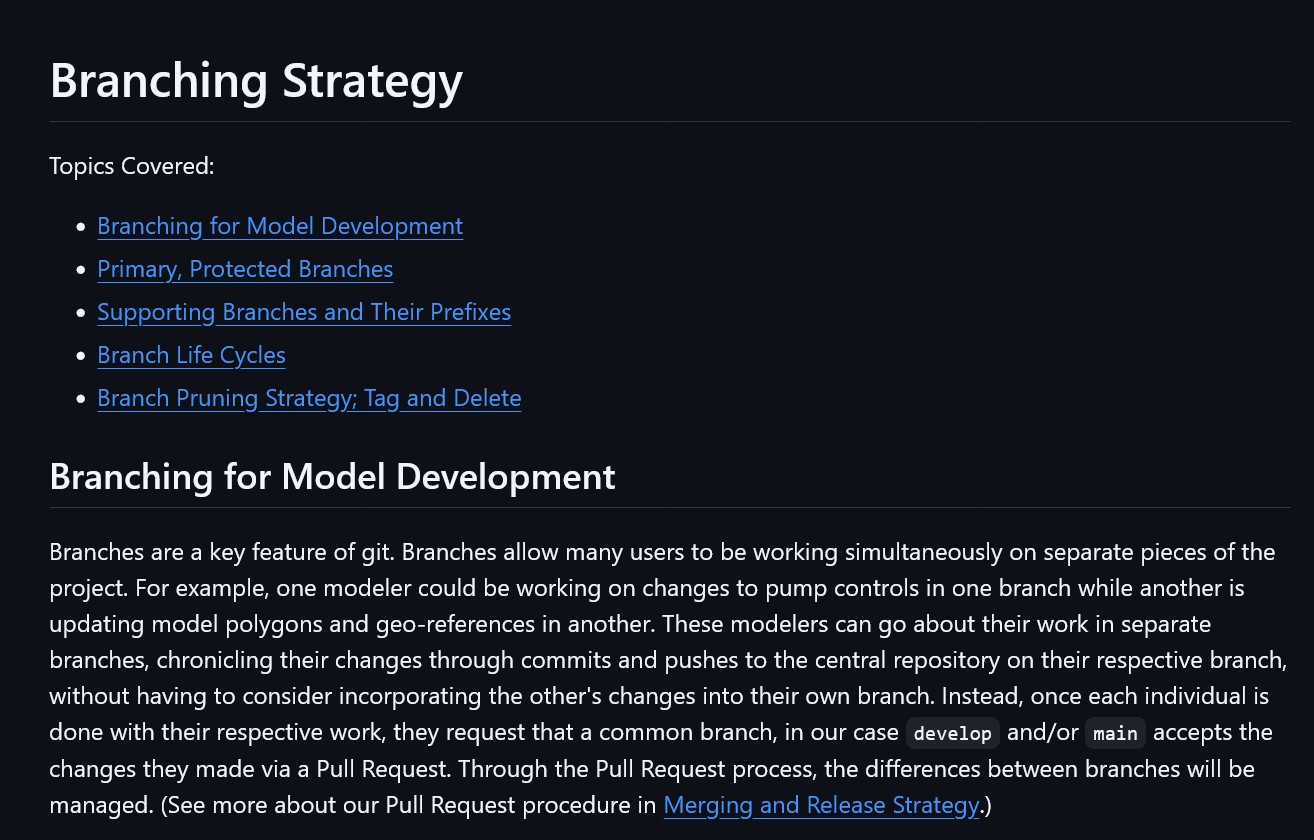 Branching Strategy
Topics Covered:
Branching for Model Development
Primary, Protected Branches
Supporting Branches and Their Prefixes
Branch Life Cycles
Branch Pruning Strategy; Tag and Delete
Branching for Model Development
Branches are a key feature of git. Branches allow many users to be working simultaneously on separate pieces of the
project. For example, one modeler could be working on changes to pump controls in one branch while another is
updating model polygons and geo-references in another. These modelers can go about their work in separate
branches, chronicling their changes through commits and pushes to the central repository on their respective branch,
without having to consider incorporating the other's changes into their own branch. Instead, once each individual is
done with their respective work, they request that a common branch, in our case develop and/or main accepts the
changes they made via a Pull Request. Through the Pull Request process, the differences between branches will be
managed. (See more about our Pull Request procedure in Merging and Release Strategy.)